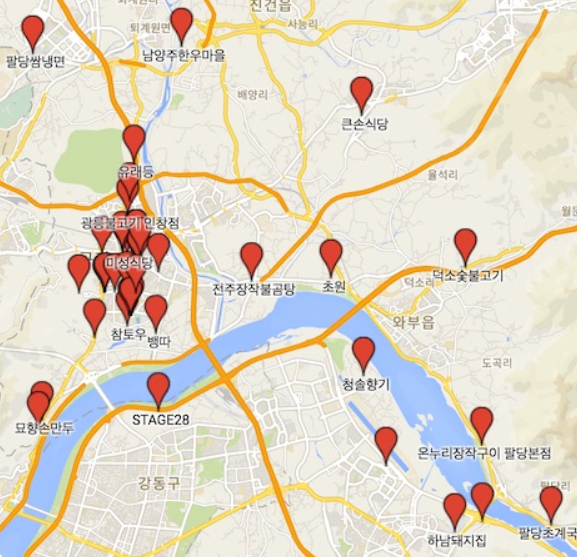 진건읍
퇴계원면
사능리
팔당쌈냉면
남양주한우마을
배양리
큰손식당
유래등
율석리
광릉불고기 인창점
미성식당
전주장작불곰탕
초원
덕소숯불고기
덕소리
와부읍
참토우
뱅따
도곡리
청솔향기
STAGE28
묘향손만두
온누리장작구이 팔당본점
강동구
팔당리
하남돼지집
팔당초계국